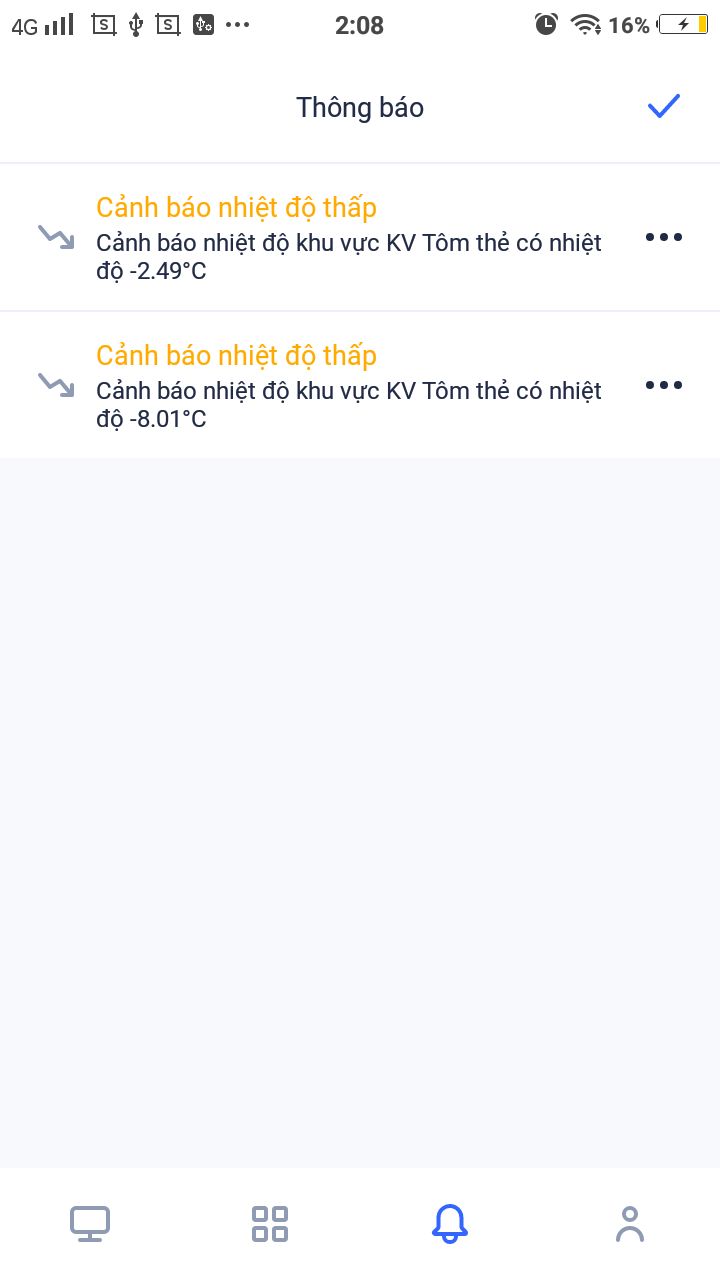 4G 2:08 16%
Thông báo
Cảnh báo nhiệt độ thấp
Cảnh báo nhiệt độ khu vực KV Tôm thẻ có nhiệt
độ -2.49°C
Cảnh báo nhiệt độ thấp
Cảnh báo nhiệt độ khu vực KV Tôm thẻ có nhiệt
độ -8.01°C